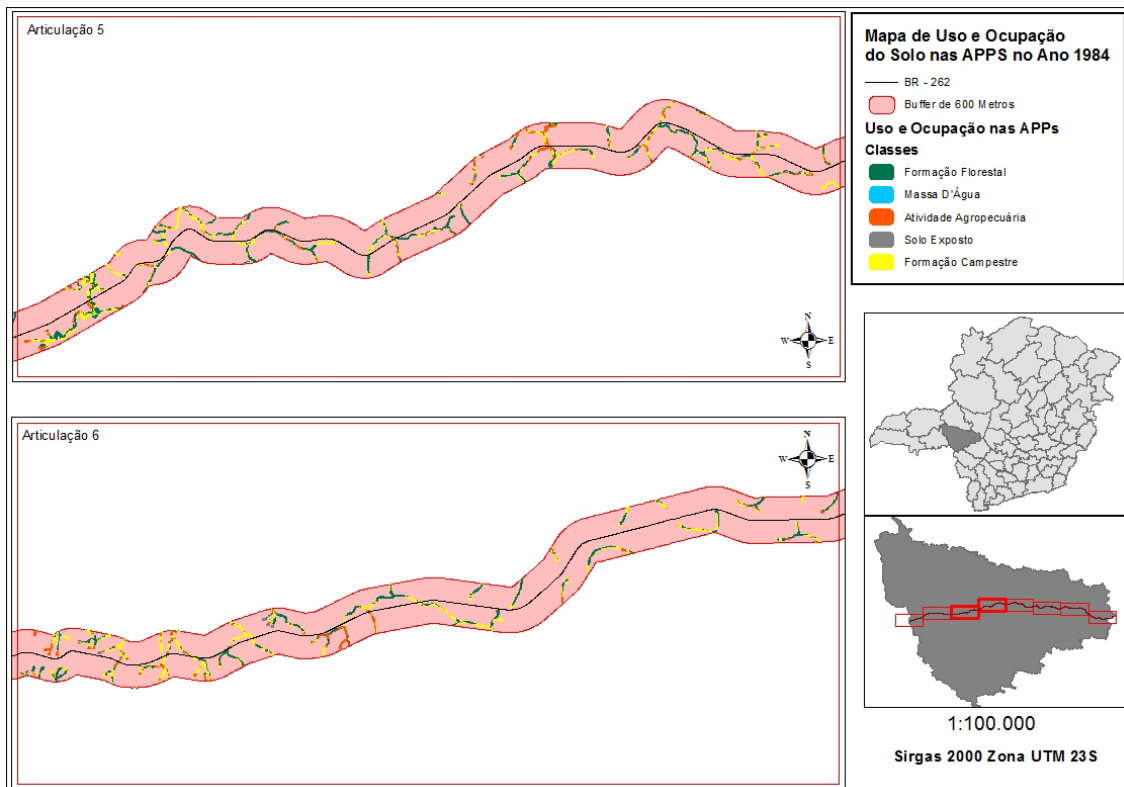 Articulação 5
N
W
E
S
Articulação 6
N
W
E
S
Mapa de Uso e Ocupação
do Solo nas APPS no Ano 1984
BR - 262
Buffer de 600 Metros
Uso e Ocupação nas APPs
Classes
Formação Florestal
Massa D'Água
Atividade Agropecuária
Solo Exposto
Formação Campestre
1:100.000
Sirgas 2000 Zona UTM 23S